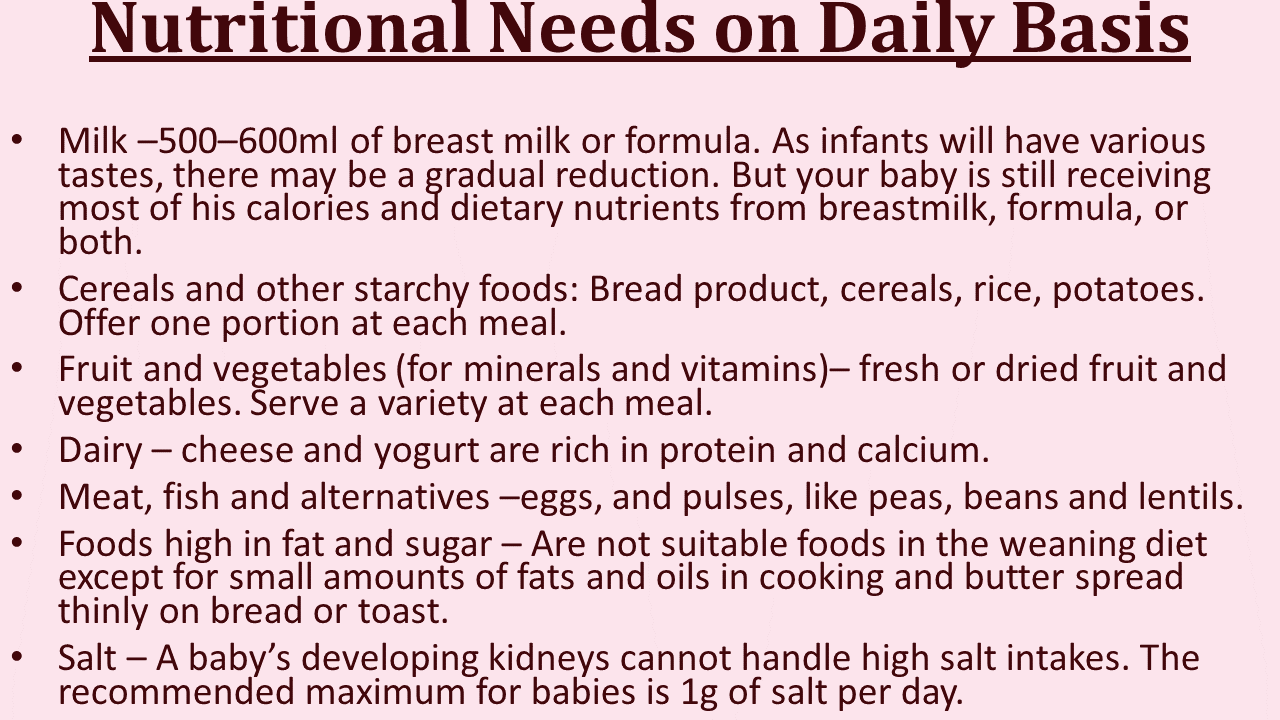 Nutritional Needs on Daily Basis
• Milk –500–600ml of breast milk or formula. As infants will have various
tastes, there may be a gradual reduction. But your baby is still receiving
most of his calories and dietary nutrients from breastmilk, formula, or
both.
• Cereals and other starchy foods: Bread product, cereals, rice, potatoes.
Offer one portion at each meal.
• Fruit and vegetables (for minerals and vitamins)– fresh or dried fruit and
vegetables. Serve a variety at each meal.
• Dairy – cheese and yogurt are rich in protein and calcium.
• Meat, fish and alternatives –eggs, and pulses, like peas, beans and lentils.
• Foods high in fat and sugar – Are not suitable foods in the weaning diet
except for small amounts of fats and oils in cooking and butter spread
thinly on bread or toast.
• Salt – A baby’s developing kidneys cannot handle high salt intakes. The
recommended maximum for babies is 1g of salt per day.